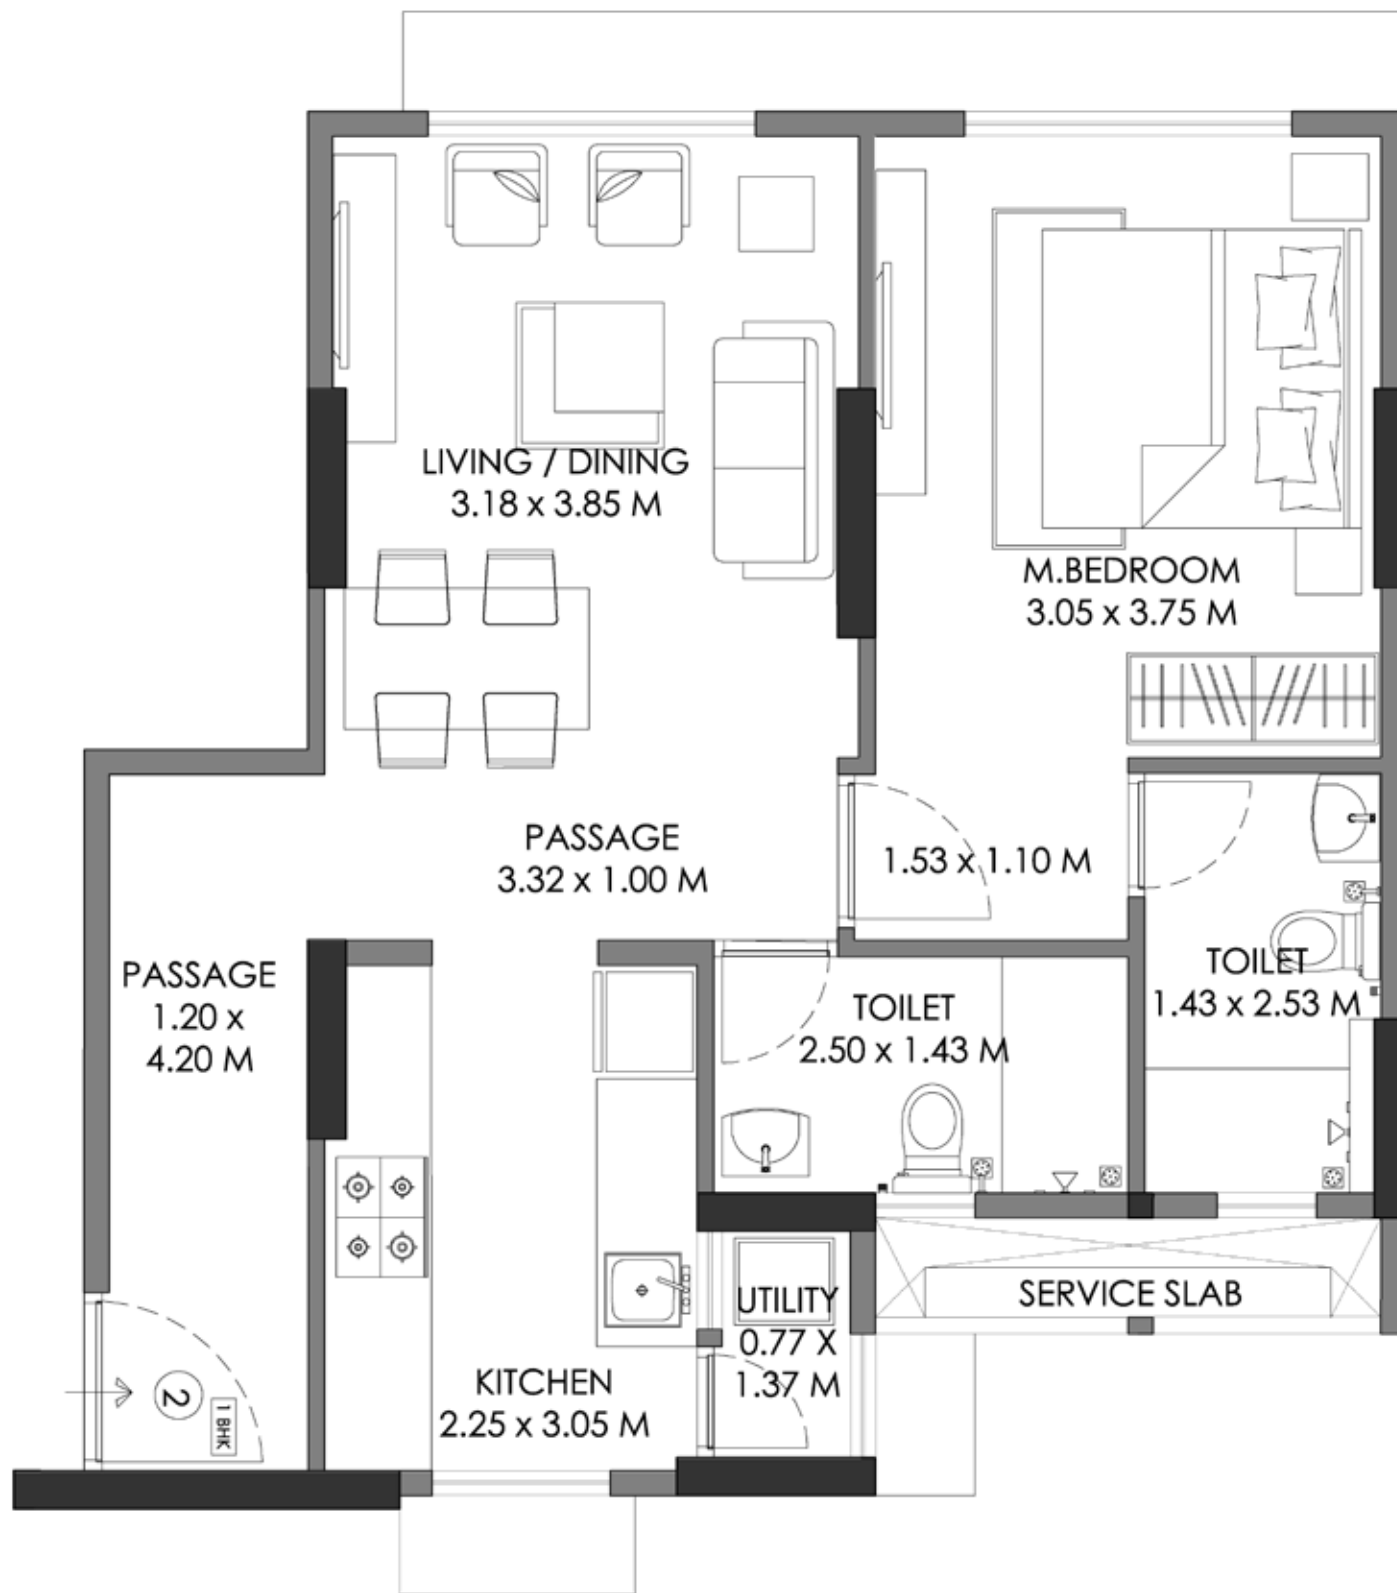 LIVING / DINING
3.18 x 3.85 M
M.BEDROOM
3.05 x 3.75 M
PASSAGE
3.32 x 1.00 M
1.53 x 1.10 M
PASSAGE
1.20 x
4.20 M
TOILET
2.50 x 1.43 M
TOILET
1.43 x 2.53 M
SERVICE SLAB
UTILITY
0.77 X
1.37 M
KITCHEN
2.25 x 3.05 M
2
1 BHK